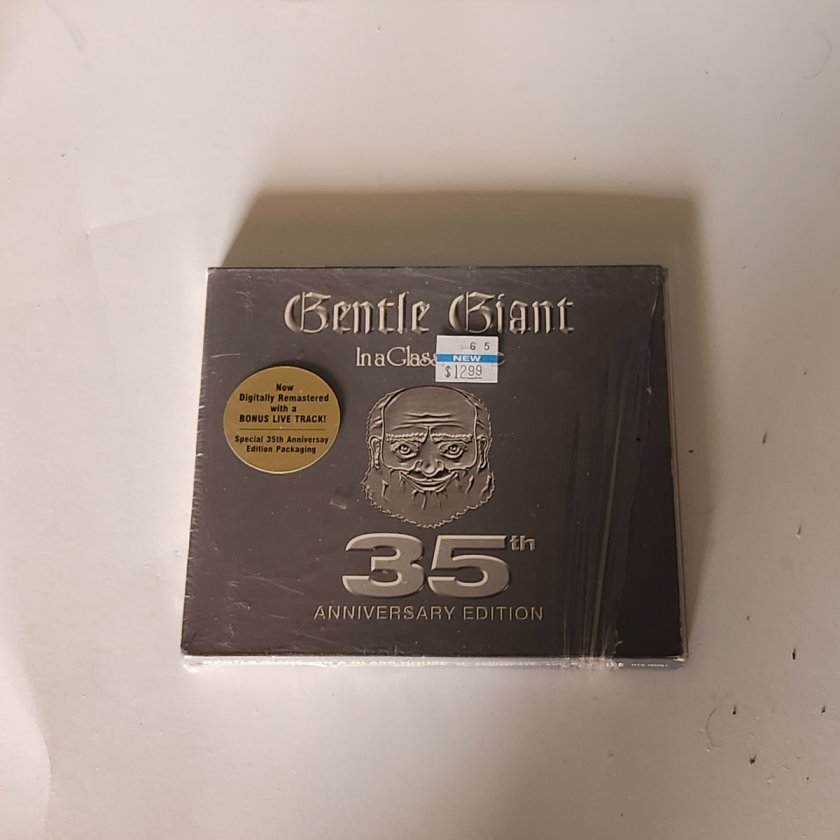 Gentle Giant
In a Glass
6 5
NEW
$12.99
Now
Digitally Remastered
with a
BONUS LIVE TRACK!
Special 35th Anniversay
Edition Packaging
35th
ANNIVERSARY EDITION